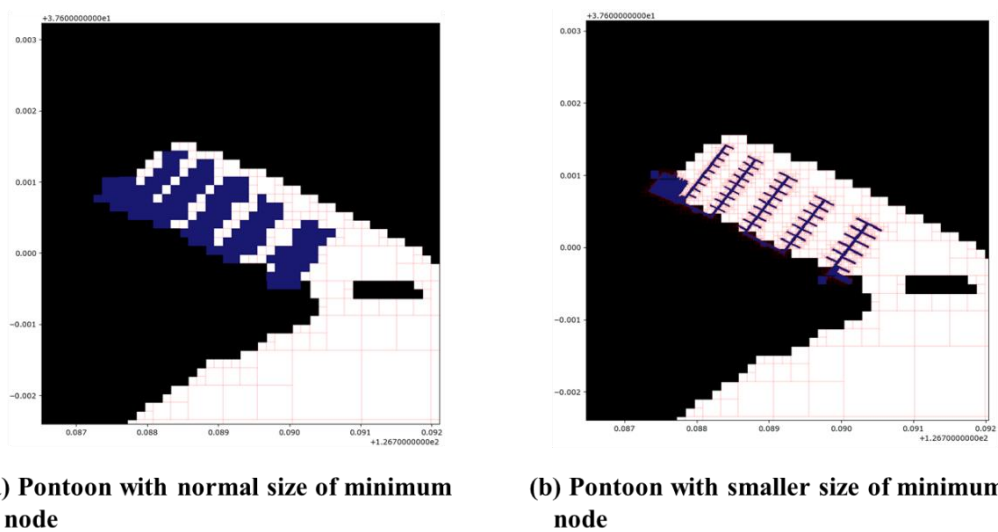 +3.7600000000e1
0.003
0.002
0.001
0.000
−0.001
−0.002
0.087 0.088 0.089 0.090 0.091 0.092
+1.2670000000e2
) Pontoon with normal size of minimum
node
+3.7600000000e1
0.003
0.002
0.001
0.000
−0.001
−0.002
0.087 0.088 0.089 0.090 0.091 0.092
+1.2670000000e2
(b) Pontoon with smaller size of minimum
node